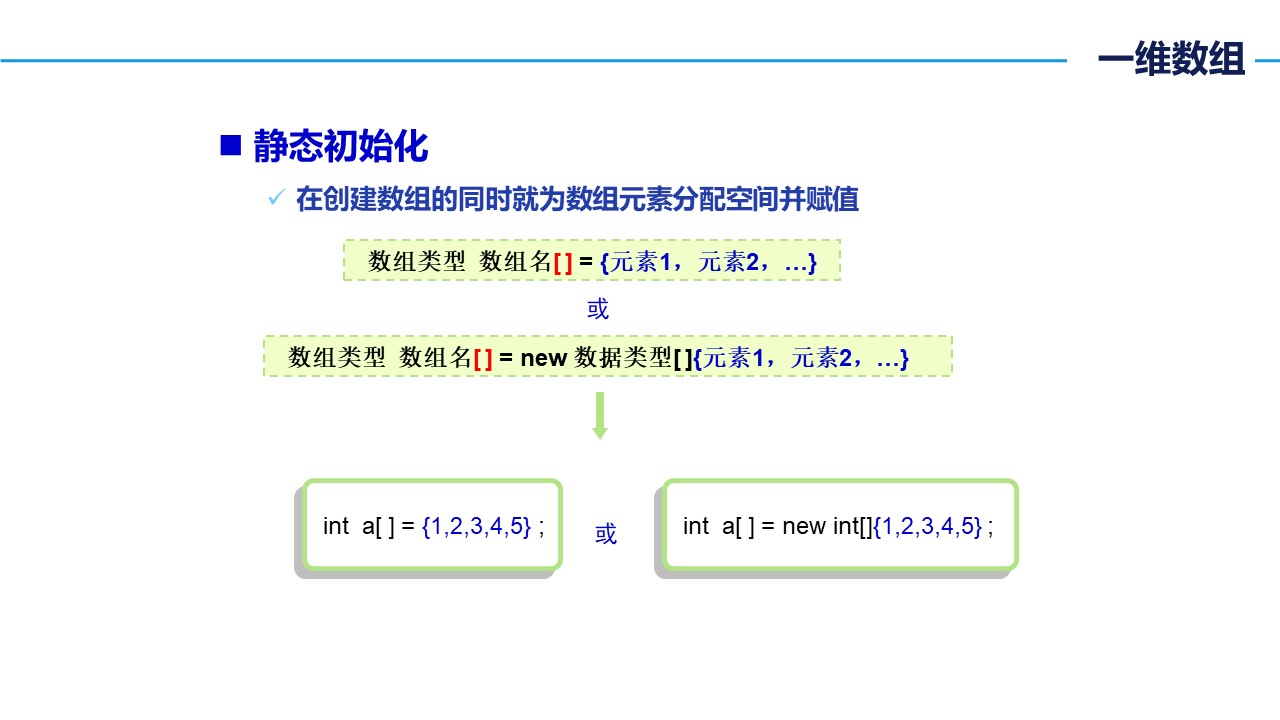 一维数组
静态初始化
在创建数组的同时就为数组元素分配空间并赋值
数组类型 数组名[ ] = {元素1，元素2，…}
或
数组类型 数组名[ ] = new 数据类型[ ]{元素1，元素2，…}
int a[ ] = {1,2,3,4,5} ;
或
int a[ ] = new int[]{1,2,3,4,5} ;